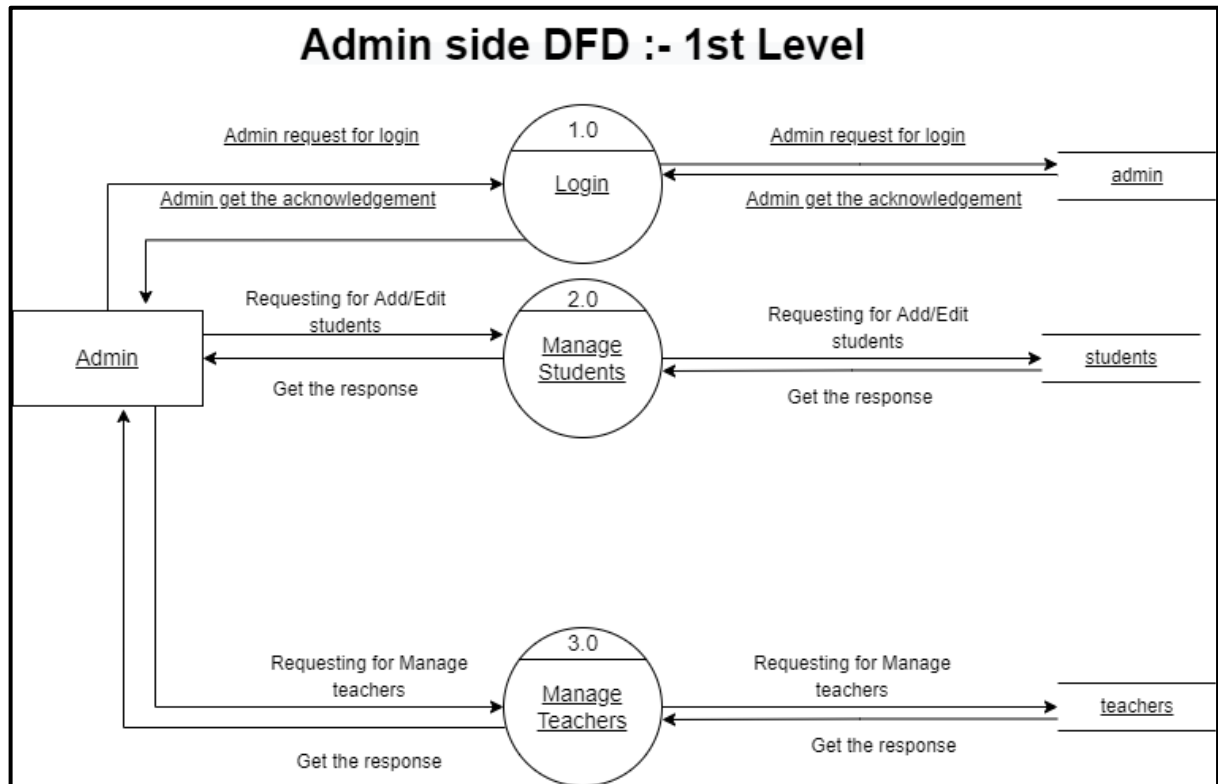 Admin side DFD :- 1st Level
1.0
Admin request for login
Admin request for login
Login
admin
Admin get the acknowledgement
Admin get the acknowledgement
2.0
Requesting for Add/Edit
students
Requesting for Add/Edit
students
Admin
Manage
Students
students
Get the response
Get the response
3.0
Requesting for Manage
teachers
Requesting for Manage
teachers
Manage
Teachers
teachers
Get the response
Get the response